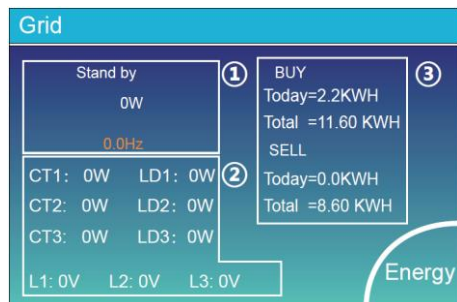 Grid
Stand by
①
0W
0.0Hz
CT1: 0W LD1: 0W
②
CT2: 0W LD2: 0W
CT3: 0W LD3: 0W
L1: 0V L2: 0V L3: 0V
BUY
③
Today=2.2KWH
Total =11.60 KWH
SELL
Today=0.0KWH
Total =8.60 KWH
Energy